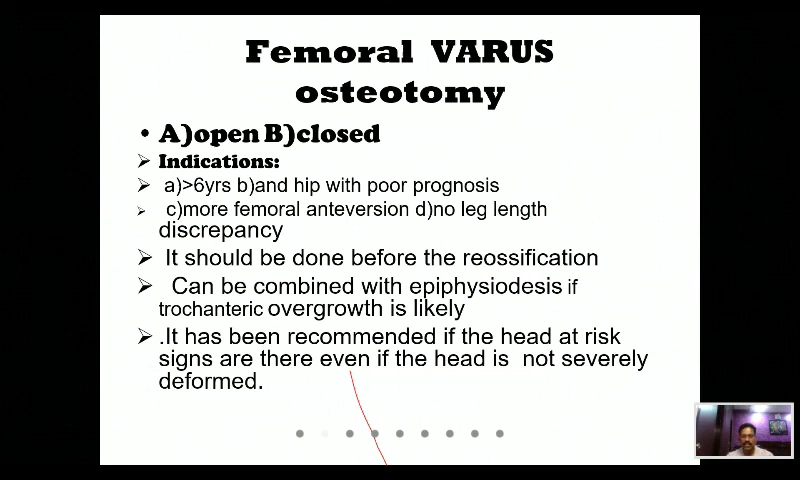 Femoral VARUS
osteotomy
• A)open B)closed
➢ Indications:
➢ a)>6yrs b)and hip with poor prognosis
➢ c)more femoral anteversion d)no leg length
discrepancy
➢ It should be done before the reossification
➢ Can be combined with epiphysiodesis if
trochanteric overgrowth is likely
➢ .It has been recommended if the head at risk
signs are there even if the head is not severely
deformed.